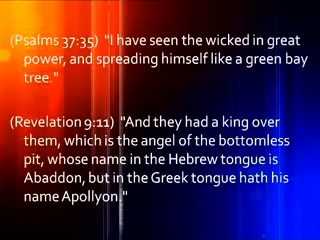 (Psalms 37:35)  "I have seen the wicked in great
power, and spreading himself like a green bay
tree."
(Revelation 9:11)  "And they had a king over
them, which is the angel of the bottomless
pit, whose name in the Hebrew tongue is
Abaddon, but in the Greek tongue hath his
name Apollyon."